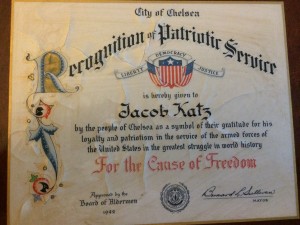 City of Chelsea
Recognition of Patriotic Service
DEMOCRACY
LIBERTY JUSTICE
is hereby given to
Jacob Katz
by the people of Chelsea as a symbol of their gratitude for his
loyalty and patriotism in the service of the armed forces of
the United States in the greatest struggle in world history
For the Cause of Freedom
Approved by the
Board of Aldermen
Bernard L. Sullivan
MAYOR